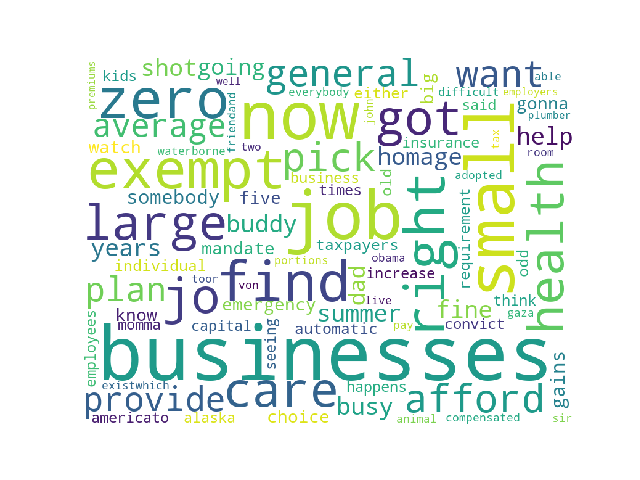 premiums
kids
shot
going
well
everybody
general
either
big
difficult
want
able
employers
zero
friendand
now
john
got
said
gonna
plumber
average
watch
waterborne
two
pick
insurance
homage
small
tax
help
room
exempt
somebody
five
business
times
old
adopted
health
large
buddy
job
taxpayers
right
requirement
odd
years
mandate
individual
find
portions
obama
increase
dad
think
plan
jo
toor
von
live
emergency
summer
fine
gaza
know
momma
capital
seeing
automatic
pay
convict
employees
businesses
gains
existwhich
provide
care
happens
busy
afford
americato
alaska
choice
animal
compensated
sir